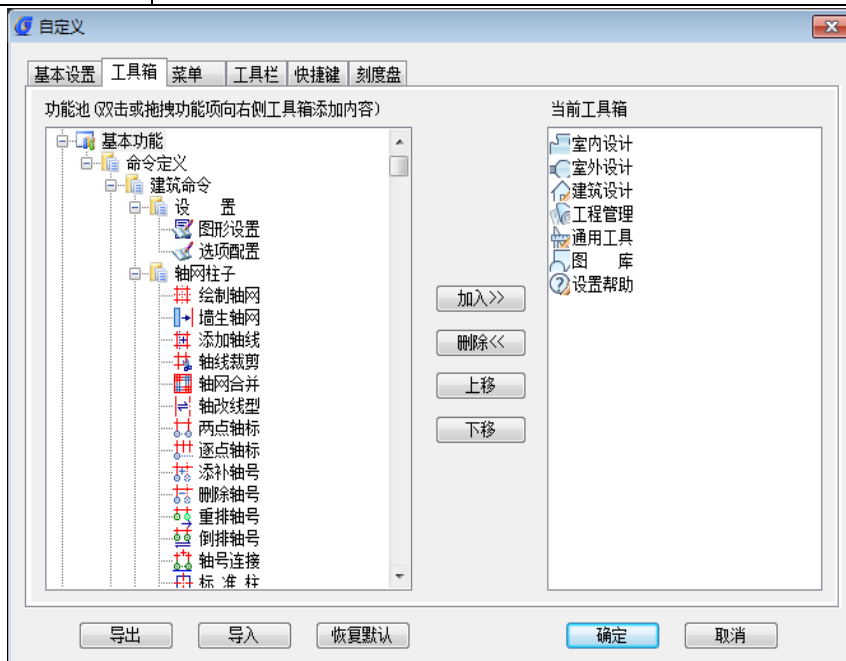 自定义
基本设置 工具箱 菜单 工具栏 快捷键 刻度盘
功能池(双击或拖拽功能项向右侧工具箱添加内容)
基本功能
命令定义
建筑命令
设 置
图形设置
选项配置
轴网柱子
绘制轴网
墙生轴网
添加轴线
轴线裁剪
轴网合并
轴改线型
两点轴标
逐点轴标
添补轴号
删除轴号
重排轴号
倒排轴号
轴号连接
标 准 柱
加入>>
删除<<
上移
下移
当前工具箱
室内设计
室外设计
建筑设计
工程管理
通用工具
图 库
设置帮助
导出 导入 恢复默认 确定 取消